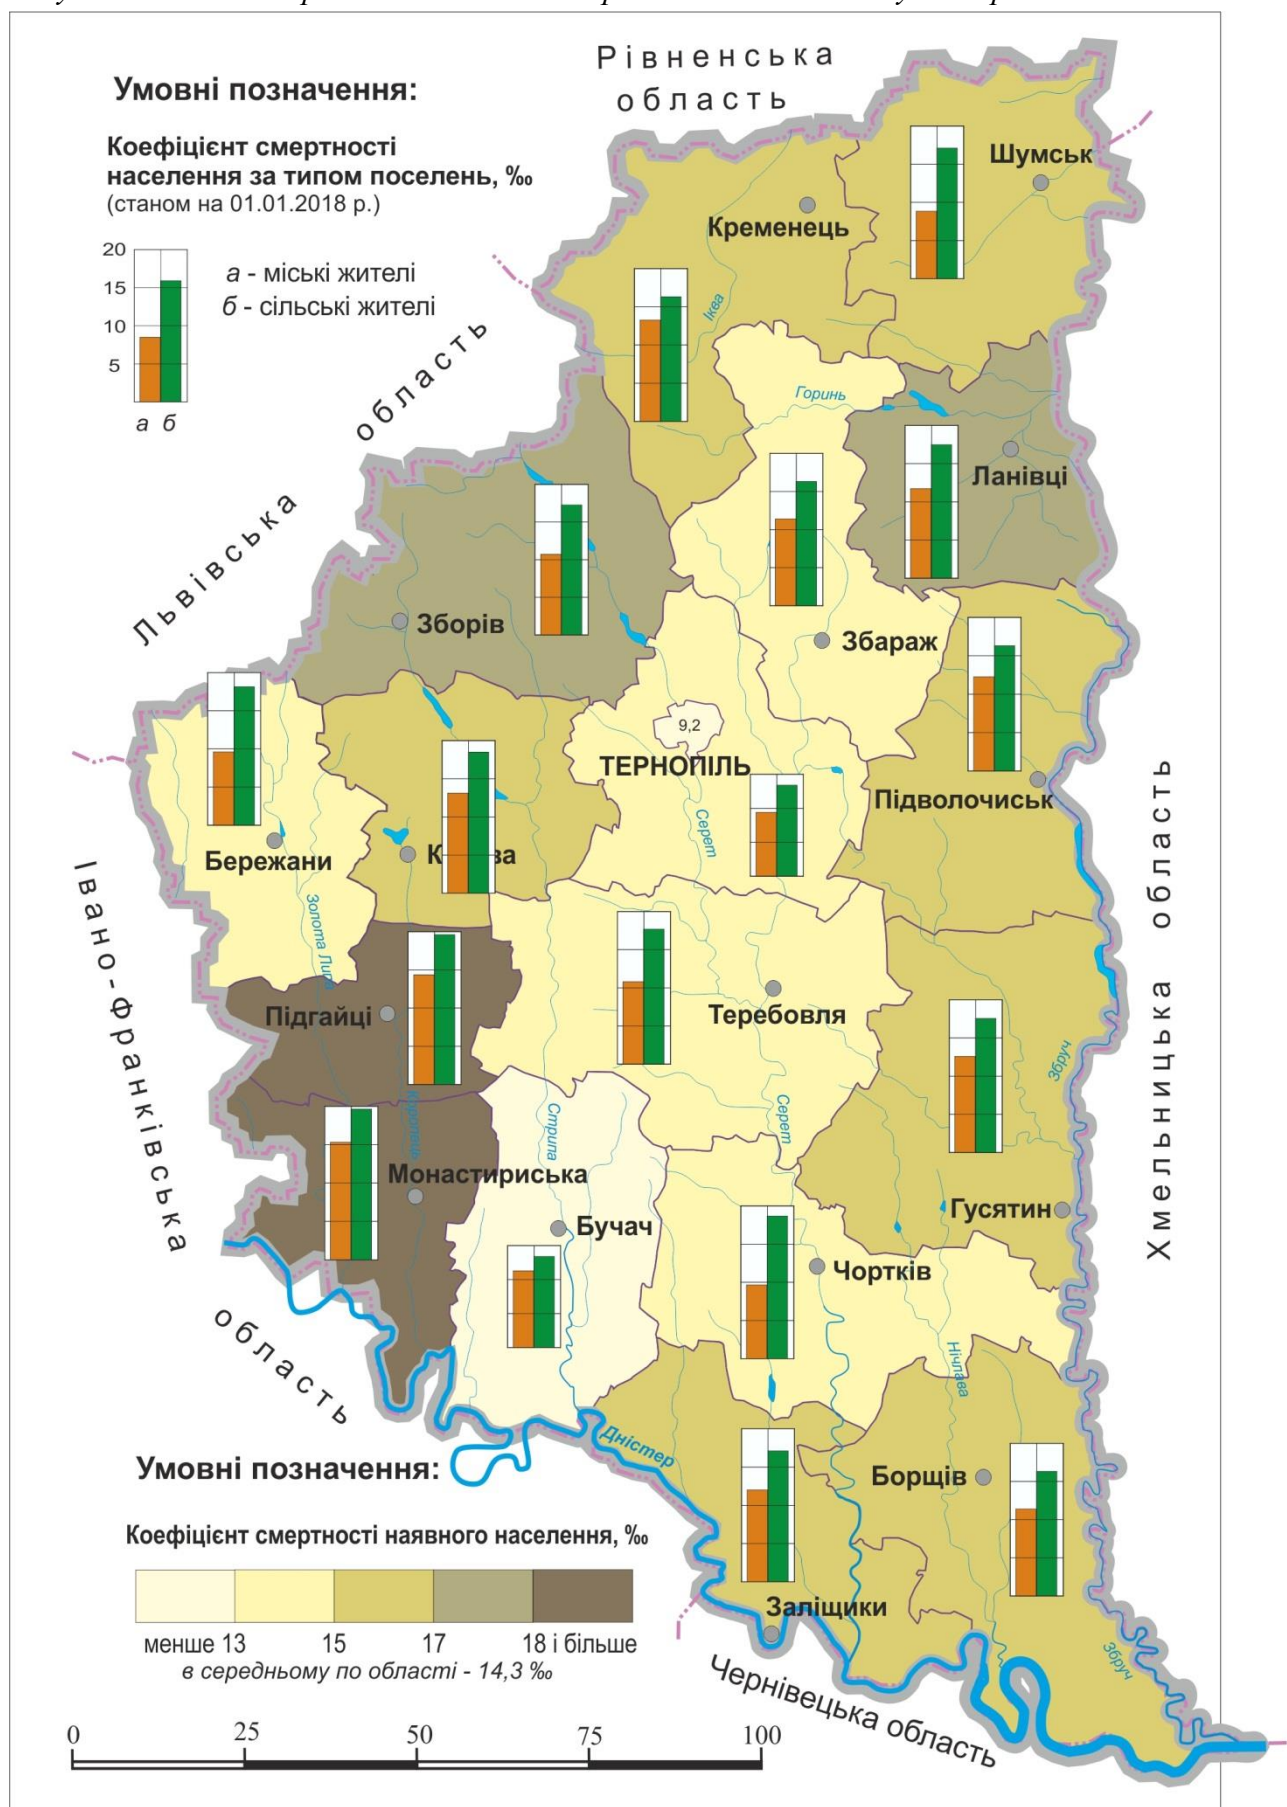 Рівненська
область
Умовні позначення:
Коефіцієнт смертності
населення за типом поселень, ‰
(станом на 01.01.2018 р.)
20
15
10
5
а - міські жителі
б - сільські жителі
а б
Шумськ
Кременець
Іква
Львівська область
Горинь
Ланівці
Зборів
Збараж
9,2
ТЕРНОПІЛЬ
Підволочиськ
Серет
Бережани
Золота Липа
Хмельницька область
Івано-Франківська
область
Підгайці
Теребовля
Коропець
Стрипа
Серет
Збруч
Монастириська
Бучач
Гусятин
Чортків
Нічлава
Дністер
Борщів
Заліщики
Збруч
Чернівецька область
Умовні позначення:
Коефіцієнт смертності наявного населення, ‰
менше 13 15 17 18 і більше
в середньому по області - 14,3 ‰
0 25 50 75 100